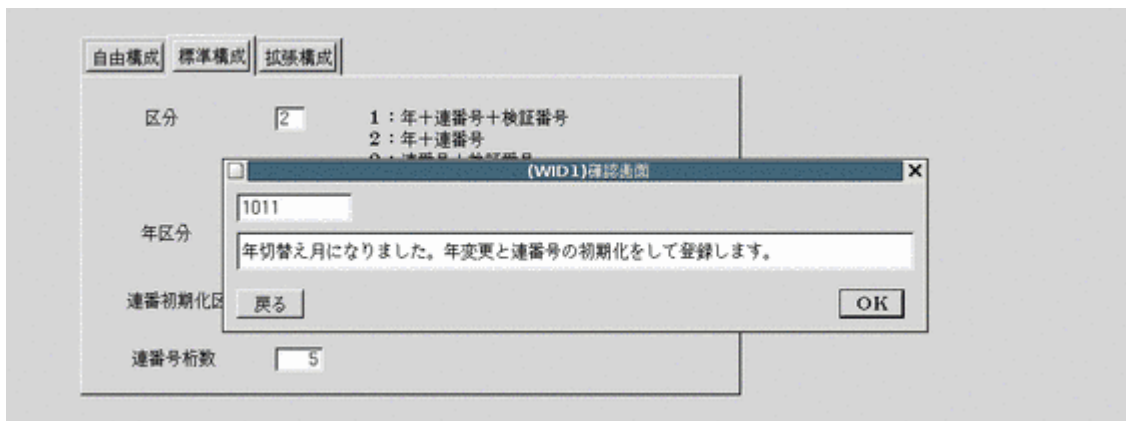 自由構成 標準構成 拡張構成
区分 2 1：年＋連番号＋検証番号
2：年＋連番号
(WID1)確認画面
1011
年区分
年切替え月になりました。年変更と連番号の初期化をして登録します。
連番初期化区
戻る OK
連番号桁数 5